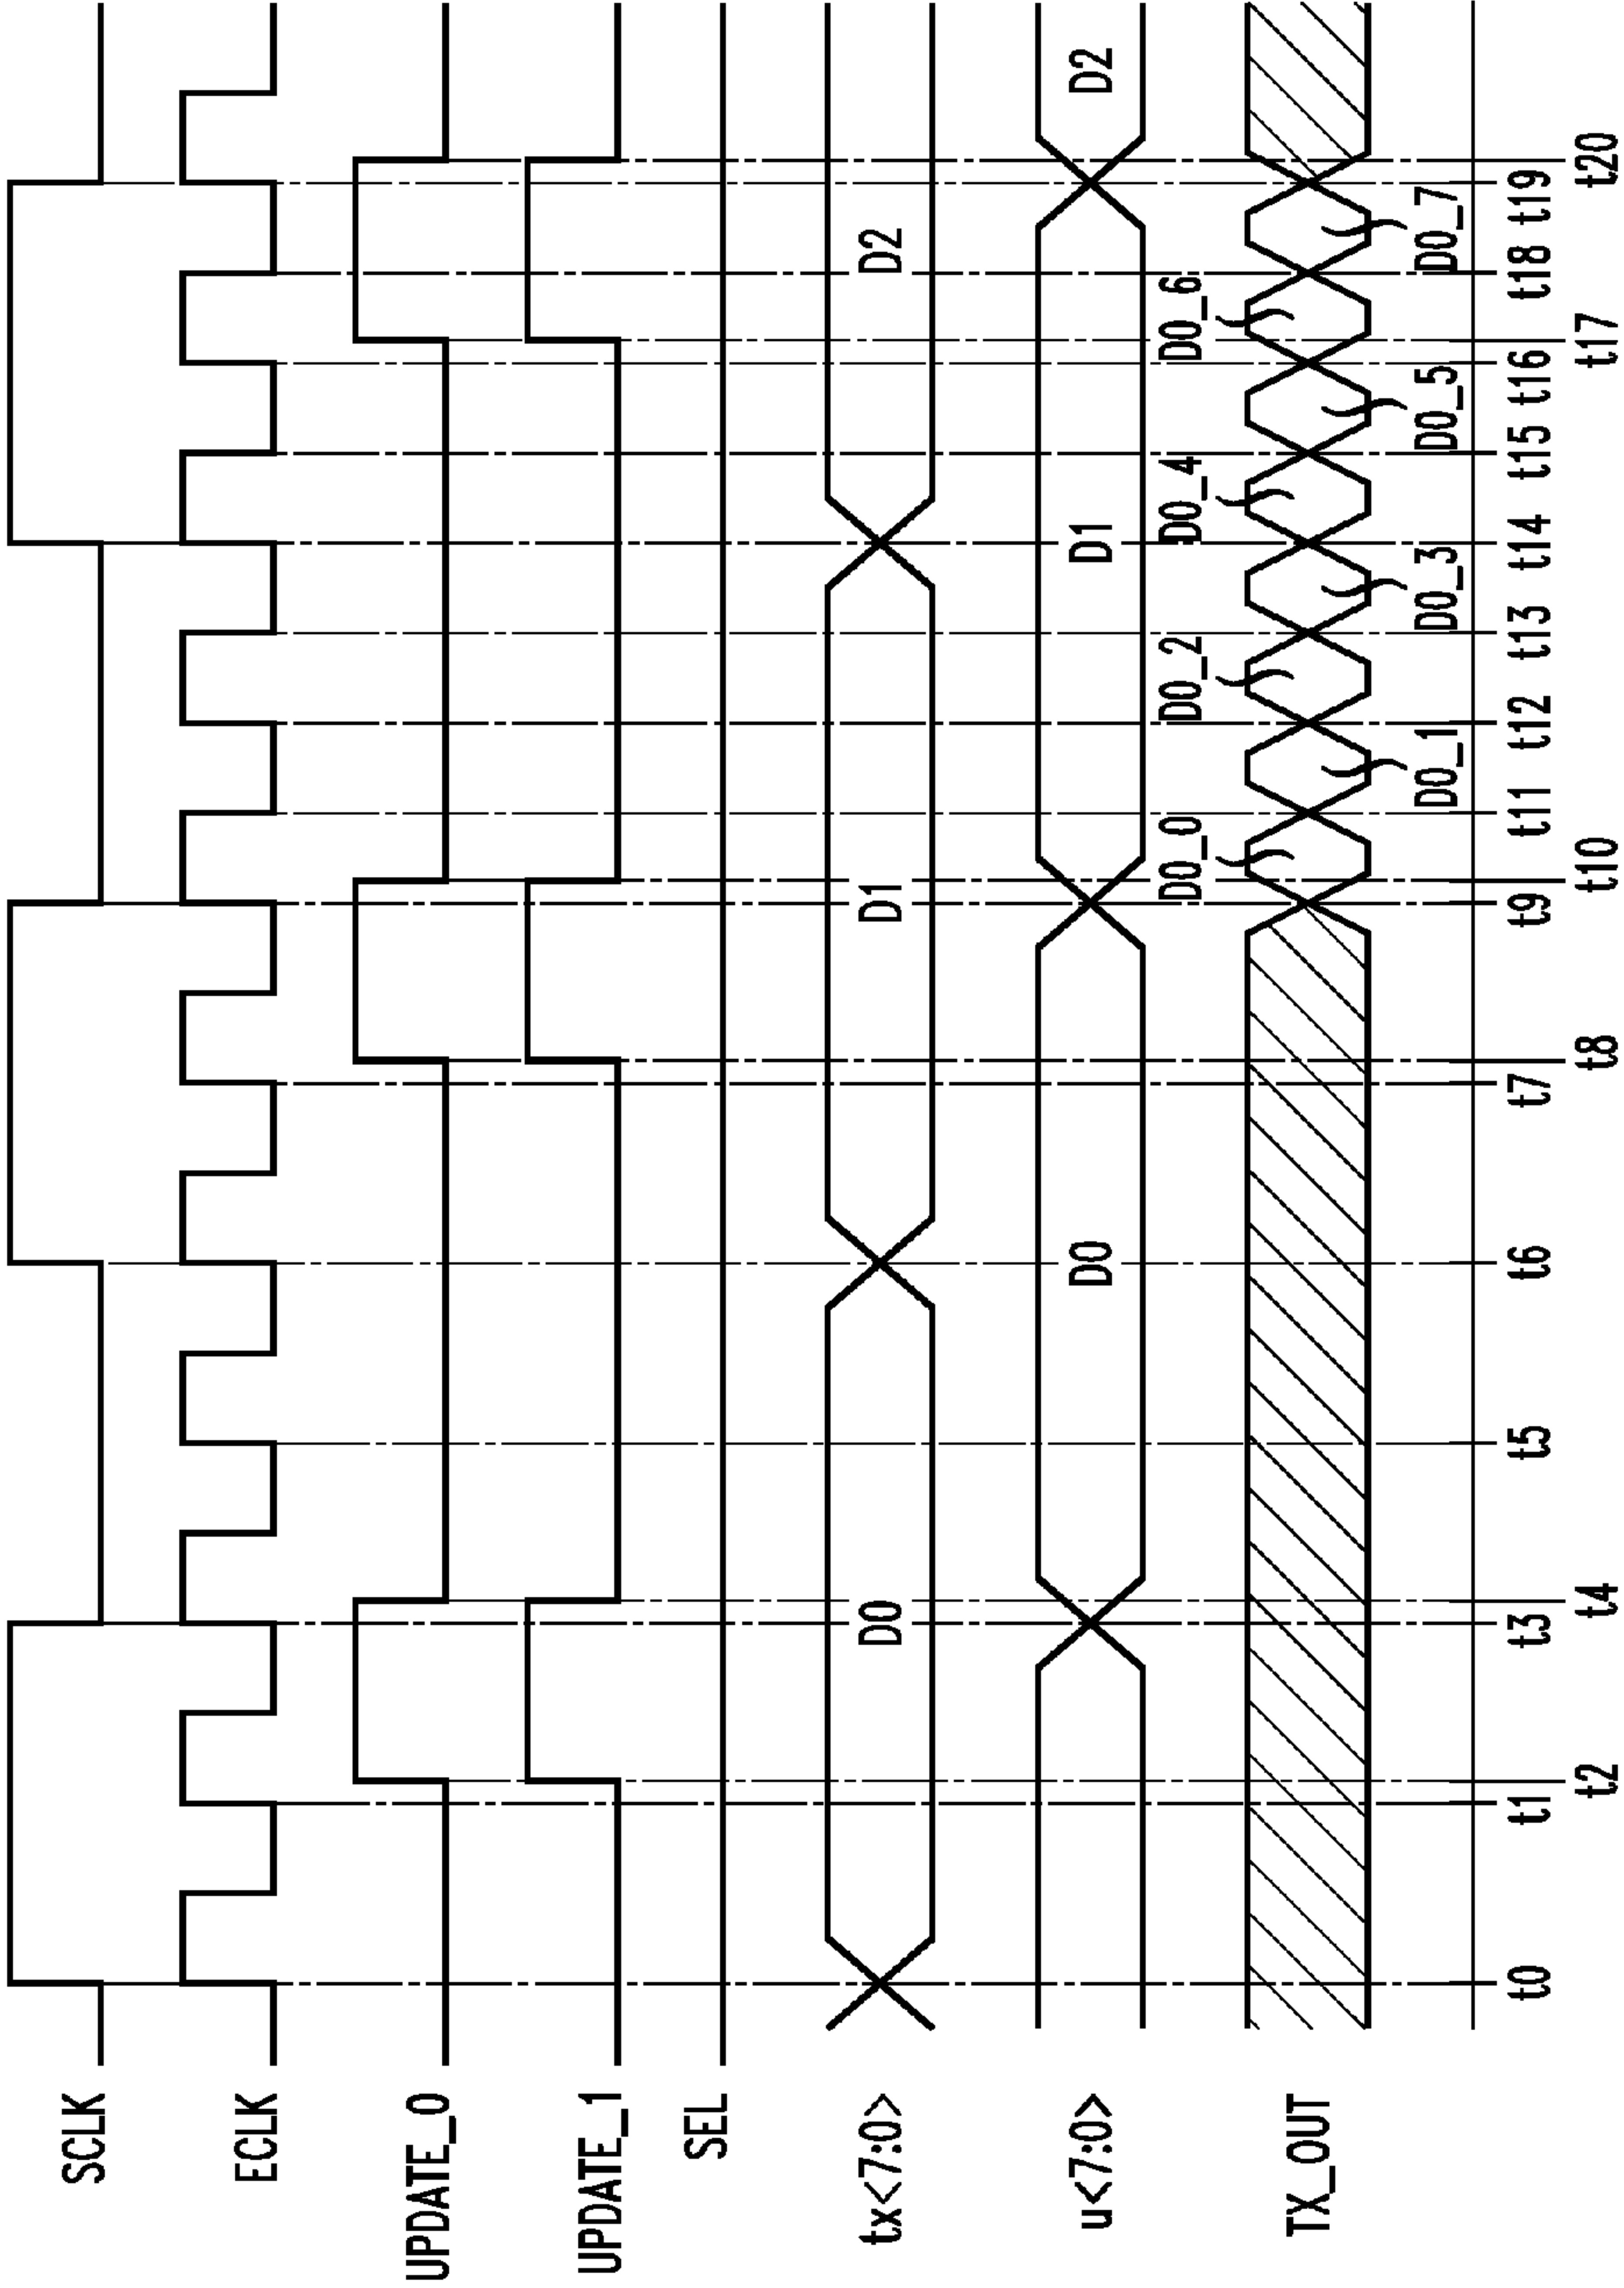 SCLK
ECLK
UPDATE_0
UPDATE_1
SEL
tx<7:0>
D0
D1
D2
u<7:0>
D0
D1
D2
TX_OUT
D0_0
D0_2
D0_4
D0_6
D0_1
D0_3
D0_5
D0_7
t0
t1
t3
t5
t6
t7
t9
t11
t12
t13
t14
t15
t16
t18
t19
t2
t4
t8
t10
t17
t20